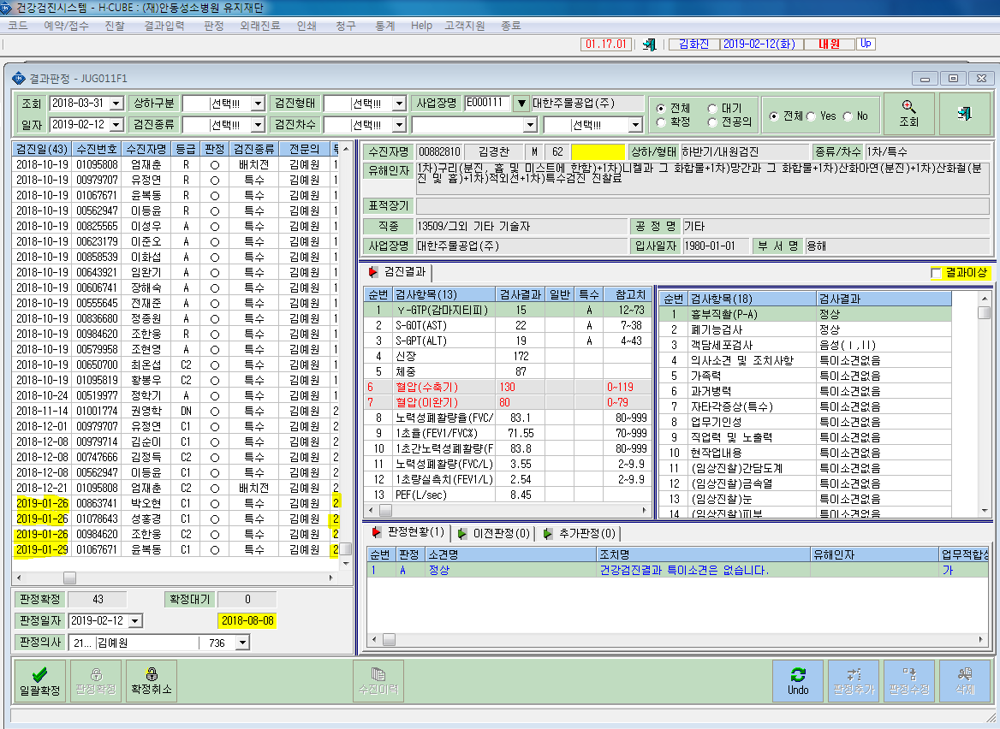 건강검진시스템 - H-CUBE : (재)안동성소병원 유지재단
코드 예약/접수 진찰 결과입력 판정 외래진료 인쇄 청구 통계 Help 고객지원 종료
01.17.01 김화진 2019-02-12(화) 내원 Up
결과판정 - JUG011F1
조회 2018-03-31 상하구분 선택!!! 검진형태 선택!!! 사업장명 E000111 대한주물공업(주) 전체 대기 전체 Yes No 조회
일자 2019-02-12 검진종류 선택!!! 검진차수 선택!!! 선택!!! 확정 전공의
검진일(43) 수진번호 수진자명 등급 판정 검진종류 전문의
2018-10-19 01095808 엄재춘 R ○ 배치전 김예원 1
2018-10-19 00979707 유정연 R ○ 특수 김예원 1
2018-10-19 01067671 윤복동 R ○ 특수 김예원 1
2018-10-19 00562947 이등윤 R ○ 특수 김예원 1
2018-10-19 00825565 이성우 A ○ 특수 김예원 1
2018-10-19 00623179 이준오 A ○ 특수 김예원 1
2018-10-19 00858539 이화섭 A ○ 특수 김예원 1
2018-10-19 00643921 임완기 A ○ 특수 김예원 1
2018-10-19 00606741 장해숙 A ○ 특수 김예원 1
2018-10-19 00555645 전재준 A ○ 특수 김예원 1
2018-10-19 00836680 정종원 A ○ 특수 김예원 1
2018-10-19 00984620 조한웅 R ○ 특수 김예원 1
2018-10-19 00579958 조현영 A ○ 특수 김예원 1
2018-10-19 00650700 최온섭 C2 ○ 특수 김예원 1
2018-10-19 01095819 황봉우 C2 ○ 특수 김예원 1
2018-10-24 00519977 정학기 A ○ 특수 김예원 1
2018-11-14 01001774 권영학 DN ○ 특수 김예원 2
2018-12-01 00979707 유정연 C1 ○ 특수 김예원 2
2018-12-08 00979714 김순미 C1 ○ 특수 김예원 2
2018-12-08 00747666 김정득 C2 ○ 특수 김예원 2
2018-12-08 00562947 이등윤 C1 ○ 특수 김예원 2
2018-12-21 01095808 엄재춘 C2 ○ 배치전 김예원 2
2019-01-26 00863741 박오현 C1 ○ 특수 김예원 2
2019-01-26 01078643 성홍경 C1 ○ 특수 김예원 2
2019-01-26 00984620 조한웅 C2 ○ 특수 김예원 2
2019-01-29 01067671 윤복동 C1 ○ 특수 김예원 2
판정확정 43 확정대기 0
판정일자 2019-02-12 2018-08-08
판정의사 21... 김예원 736
수진자명 00882810 김경찬 M 62 상하/형태 하반기/내원검진 종류/차수 1차/특수
유해인자 1차)구리(분진, 흄 및 미스트에 한함)+1차)니켈과 그 화합물+1차)망간과 그 화합물+1차)산화아연(분진)+1차)산화철(분
진 및 흄)+1차)적외선+1차)특수검진 진찰료
표적장기
직종 13509/그외 기타 기술자 공 정 명 기타
사업장명 대한주물공업(주) 입사일자 1980-01-01 부 서 명 용해
검진결과 결과이상
순번 검사항목(13) 검사결과 일반 특수 참고치
1 γ-GTP(감마지티피) 15 A 12~73
2 S-GOT(AST) 22 A 7~38
3 S-GPT(ALT) 19 A 4~43
4 신장 172
5 체중 87
6 혈압(수축기) 130 0~119
7 혈압(이완기) 80 0~79
8 노력성폐활량율(FVC/ 83.1 80~999
9 1초율(FEV1/FVC% 71.55 70~999
10 1초간노력성폐활량(F 83.8 80~999
11 노력성폐활량(FVC/L) 3.55 2~9.9
12 1초량실측치(FEV1/L) 2.54 2~9.9
13 PEF(L/sec) 8.45
순번 검사항목(18) 검사결과
1 흉부직촬(P-A) 정상
2 폐기능검사 정상
3 객담세포검사 음성(Ⅰ,Ⅱ)
4 의사소견 및 조치사항 특이소견없음
5 가족력 특이소견없음
6 과거병력 특이소견없음
7 자타각증상(특수) 특이소견없음
8 업무기인성 특이소견없음
9 직업력 및 노출력 특이소견없음
10 현작업내용 특이소견없음
11 (임상진찰)간담도계 특이소견없음
12 (임상진찰)금속열 특이소견없음
13 (임상진찰)눈 특이소견없음
14 (임상진찰)피부 특이소견없음
판정현황(1) 이전판정(0) 추가판정(0)
순번 판정 소견명 조치명 유해인자 업무적합성
1 A 정상 건강검진결과 특이소견은 없습니다. 가
일괄확정 판정확정 확정취소 수진이력 Undo 판정추가 판정수정 삭제